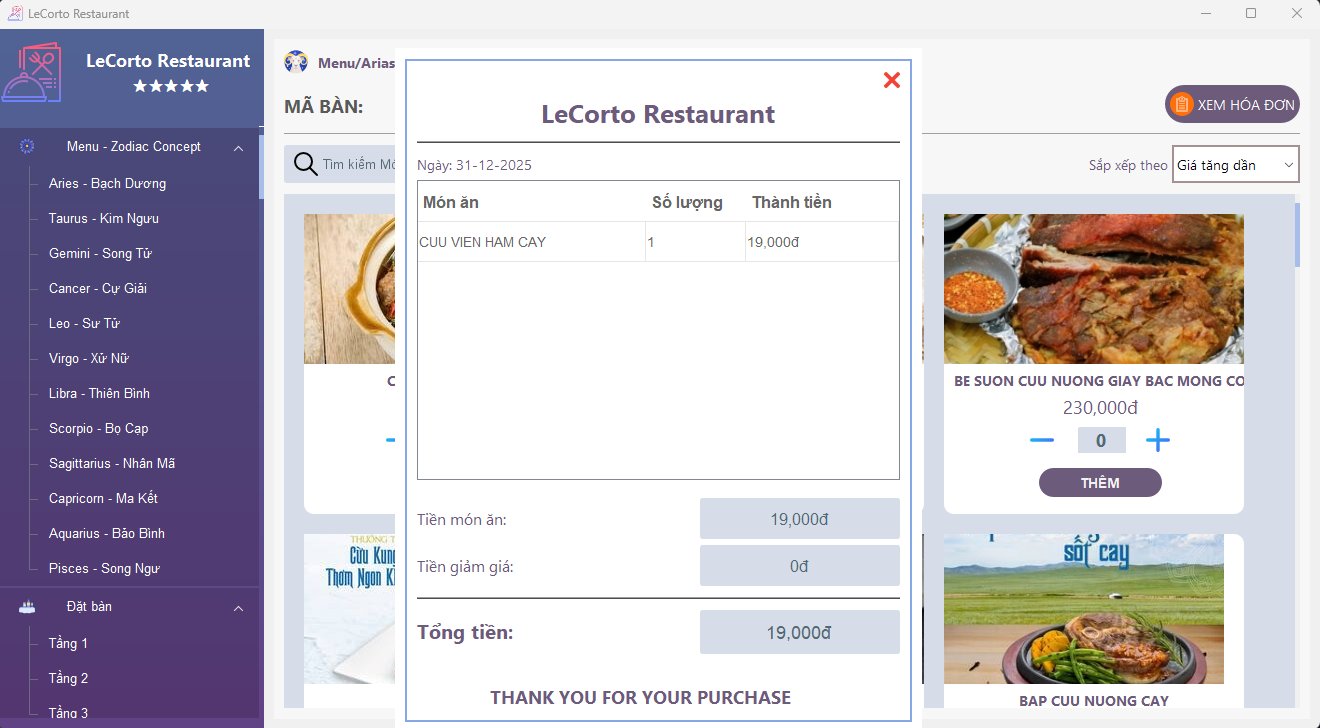 LeCorto Restaurant
LeCorto Restaurant
Menu - Zodiac Concept
Aries - Bạch Dương
Taurus - Kim Ngưu
Gemini - Song Tử
Cancer - Cự Giải
Leo - Sư Tử
Virgo - Xử Nữ
Libra - Thiên Bình
Scorpio - Bọ Cạp
Sagittarius - Nhân Mã
Capricorn - Ma Kết
Aquarius - Bảo Bình
Pisces - Song Ngư
Đặt bàn
Tầng 1
Tầng 2
Tầng 3
Menu/Arias
MÃ BÀN:
Tìm kiếm
XEM HÓA ĐƠN
Sắp xếp theo
Giá tăng dần
LeCorto Restaurant
Ngày: 31-12-2025
Món ăn Số lượng Thành tiền
CUU VIEN HAM CAY 1 19,000đ
Tiền món ăn: 19,000đ
Tiền giảm giá: 0đ
Tổng tiền: 19,000đ
THANK YOU FOR YOUR PURCHASE
C
THƯỞNG
Cừu
Thơm Ngon
BE SUON CUU NUONG GIAY BAC MONG CO
230,000đ
0
THÊM
sốt cay
BAP CUU NUONG CAY